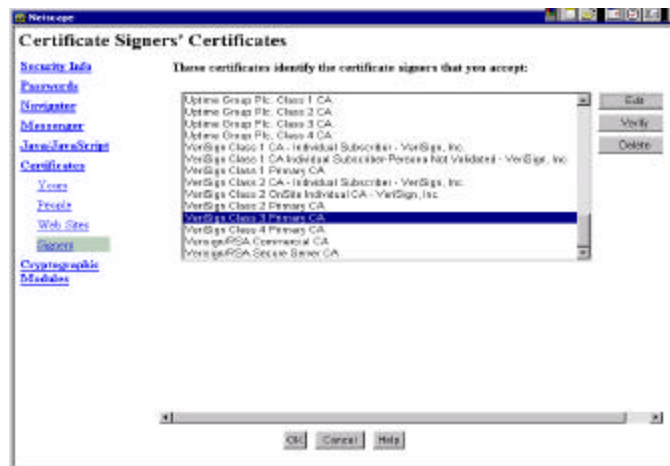 Netscape
Certificate Signers' Certificates
Security Info
Passwords
Navigator
Messenger
Java/JavaScript
Certificates
Yours
People
Web Sites
Signers
Cryptographic
Modules
These certificates identify the certificate signers that you accept:
Uptime Group Plc. Class 1 CA
Uptime Group Plc. Class 2 CA
Uptime Group Plc. Class 3 CA
Uptime Group Plc. Class 4 CA
VeriSign Class 1 CA - Individual Subscriber - VeriSign, Inc.
VeriSign Class 1 CA Individual Subscriber-Persona Not Validated - VeriSign, Inc.
VeriSign Class 1 Primary CA
VeriSign Class 2 CA - Individual Subscriber - VeriSign, Inc.
VeriSign Class 2 OnSite Individual CA - VeriSign, Inc.
VeriSign Class 2 Primary CA
VeriSign Class 3 Primary CA
VeriSign Class 4 Primary CA
Verisign/RSA Commercial CA
Verisign/RSA Secure Server CA
Edit
Verify
Delete
OK
Cancel
Help